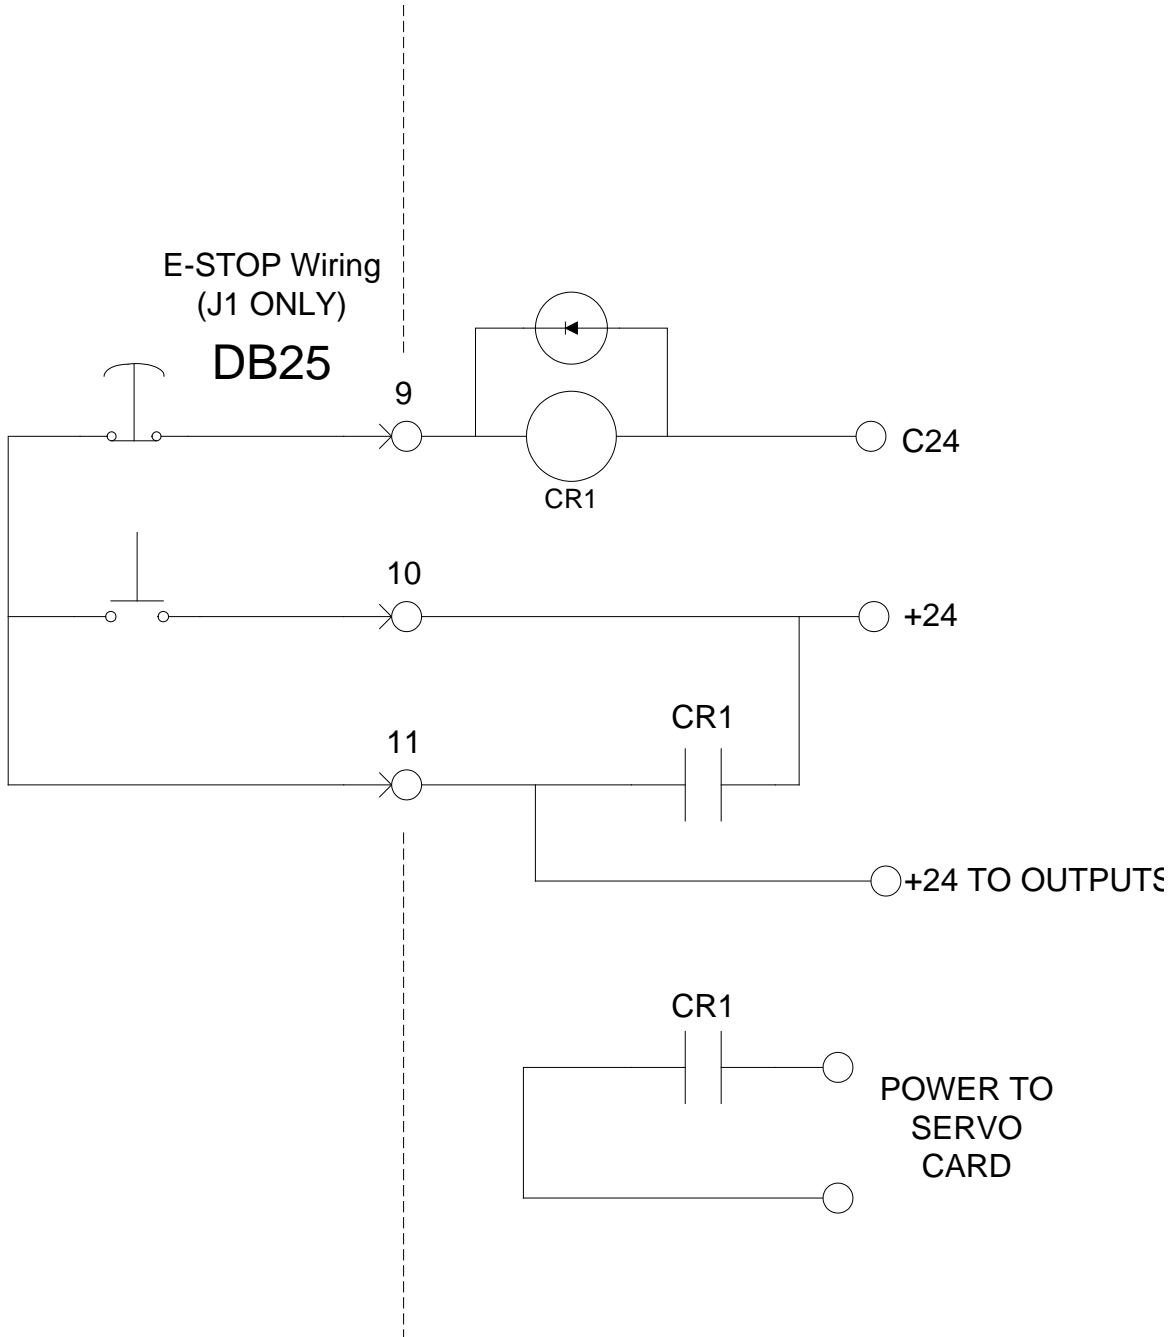 E-STOP Wiring
(J1 ONLY)
DB25
9
C24
CR1
10
+24
CR1
11
+24 TO OUTPUTS
CR1
POWER TO
SERVO
CARD